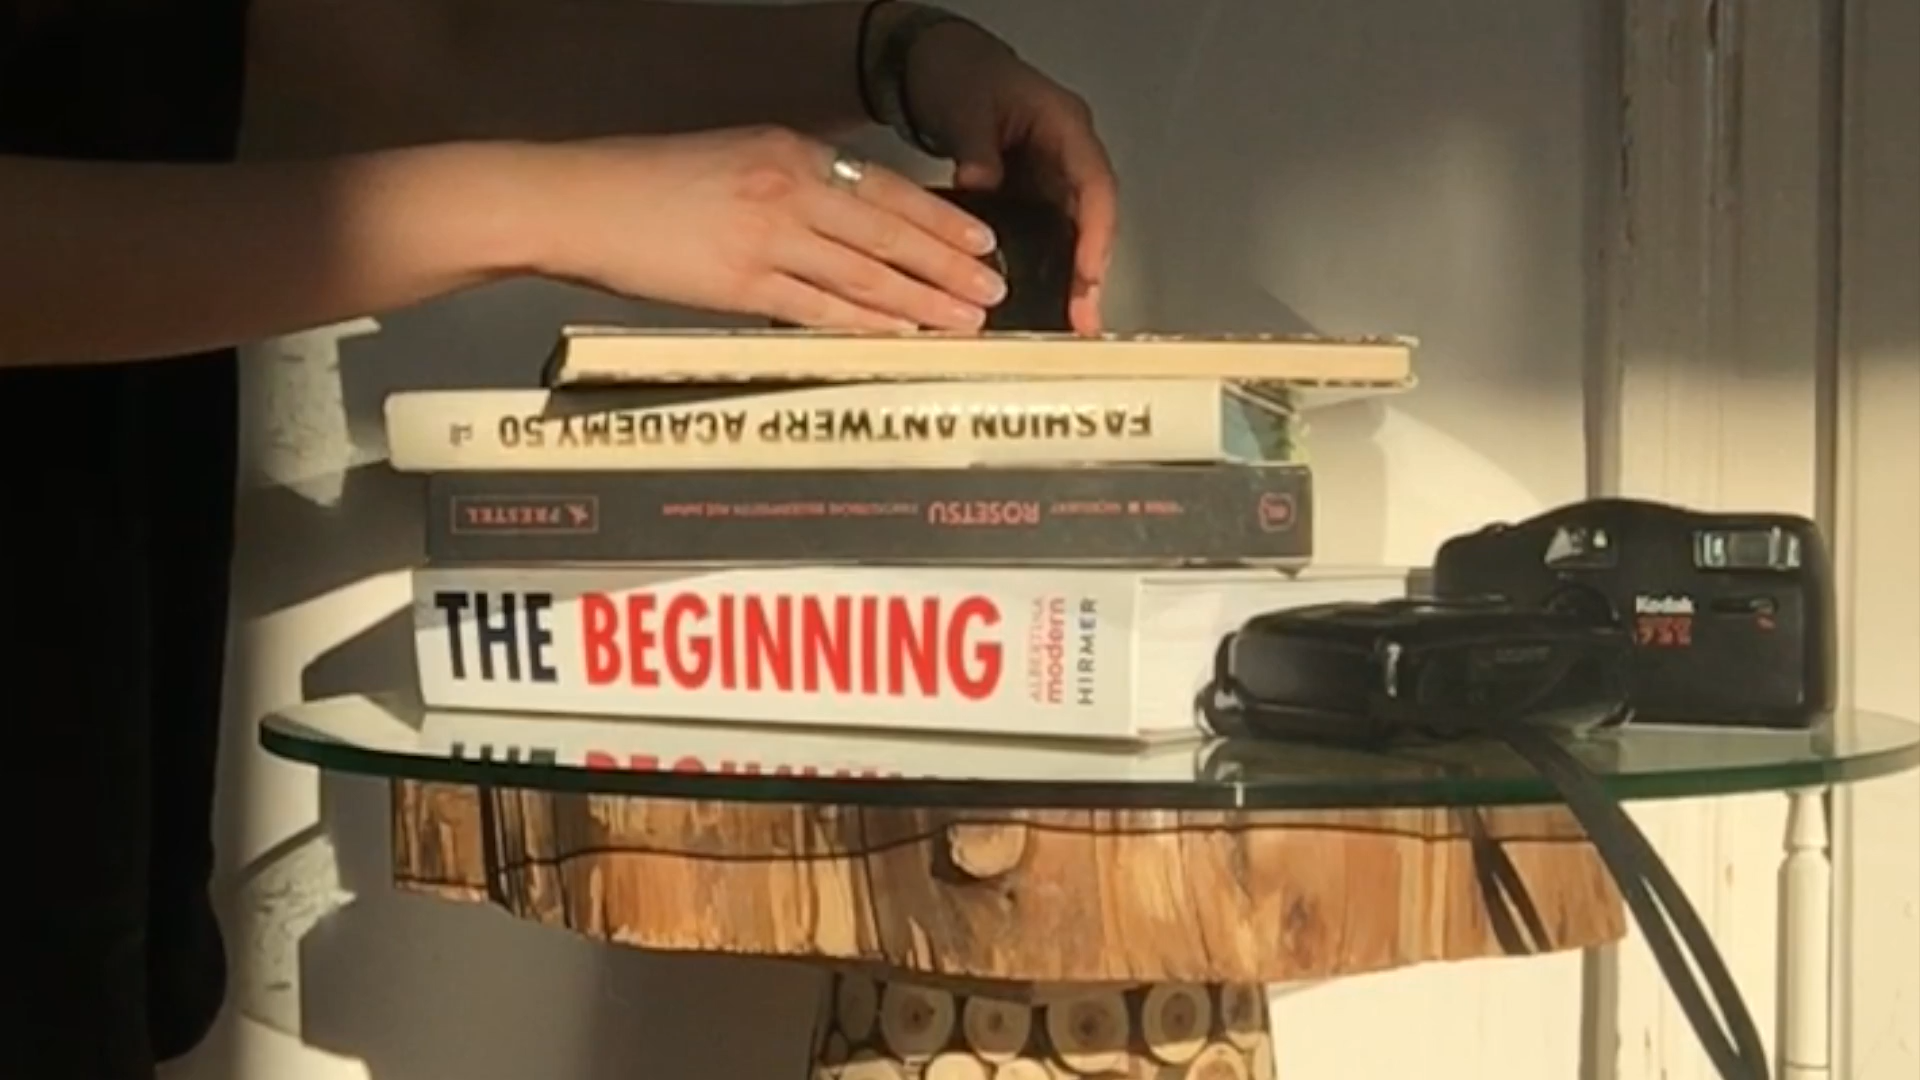 FASHION ANTWERP ACADEMY 50
ROSETSU
PRESTEL
THE BEGINNING
ALBERTINA
modern
HIRMER
Kodak